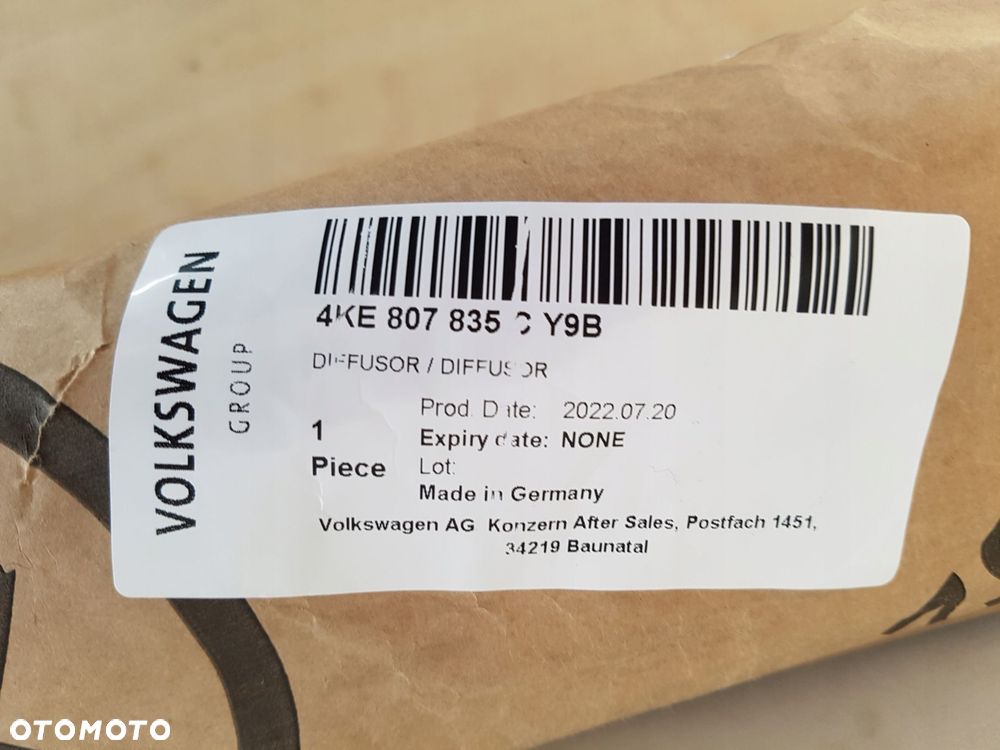 VOLKSWAGEN
GROUP
4KE 807 835 C Y9B
DIFFUSOR / DIFFUSOR
1
Piece
Prod. Date: 2022.07.20
Expiry date: NONE
Lot:
Made in Germany
Volkswagen AG Konzern After Sales, Postfach 1451,
34219 Baunatal
OTOMOTO